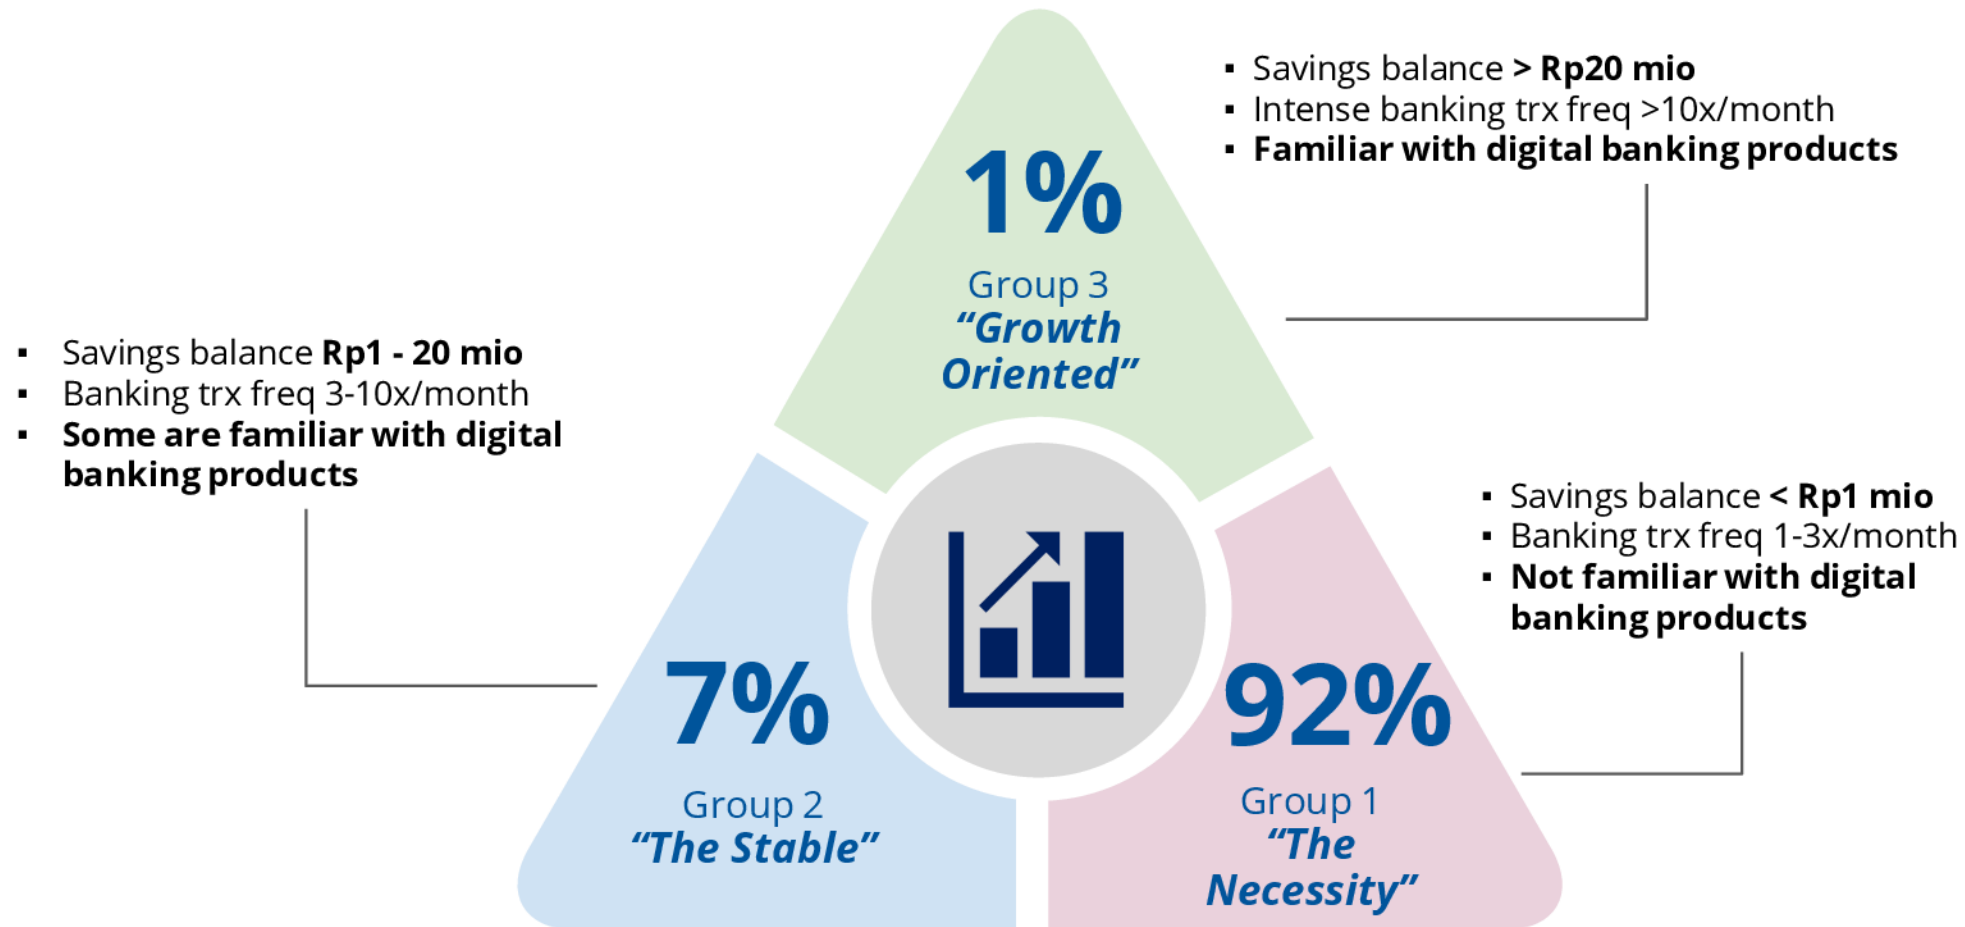 ▪ Savings balance > Rp20 mio
▪ Intense banking trx freq >10x/month
▪ Familiar with digital banking products
1%
Group 3
“Growth
Oriented”
▪ Savings balance Rp1 - 20 mio
▪ Banking trx freq 3-10x/month
▪ Some are familiar with digital
banking products
7%
Group 2
“The Stable”
▪ Savings balance < Rp1 mio
▪ Banking trx freq 1-3x/month
▪ Not familiar with digital
banking products
92%
Group 1
“The
Necessity”